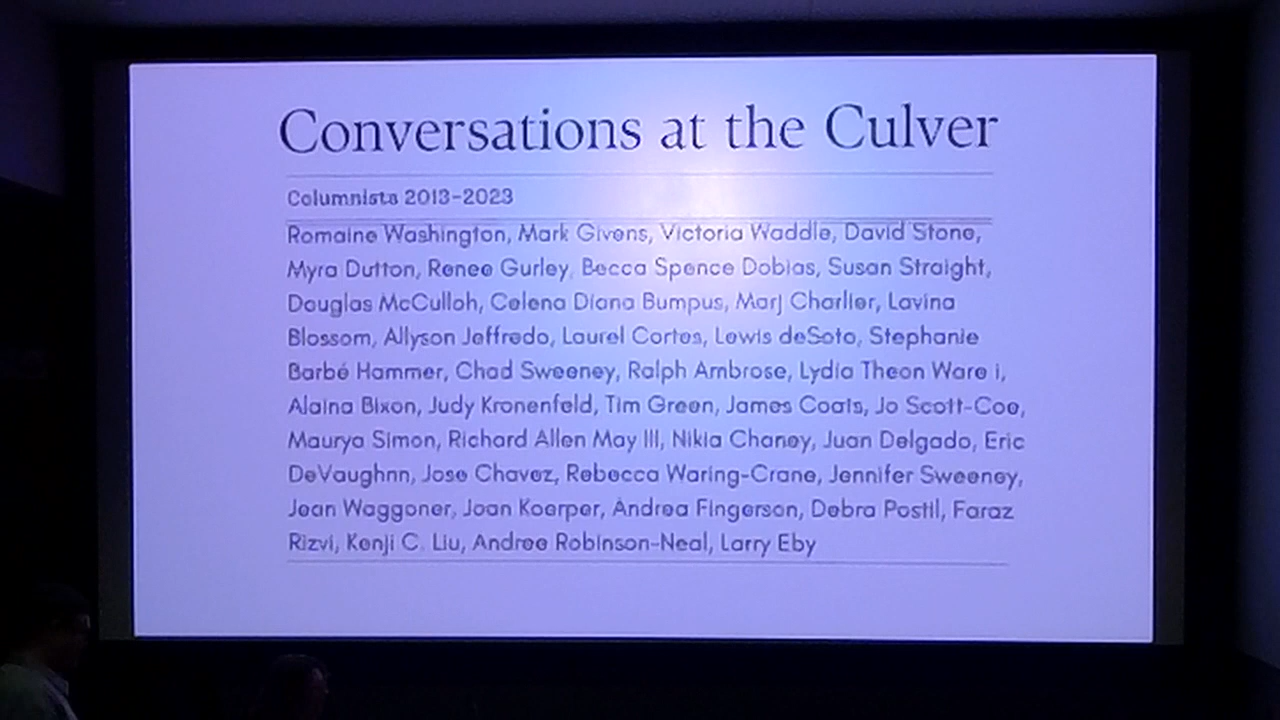 Conversations at the Culver
Columnists 2013-2023
Romaine Washington, Mark Givens, Victoria Waddle, David Stone,
Myra Dutton, Renee Gurley, Becca Spence Dobias, Susan Straight,
Douglas McCulloh, Celena Diana Bumpus, Marj Charlier, Lavina
Blossom, Allyson Jeffredo, Laurel Cortes, Lewis deSoto, Stephanie
Barbé Hammer, Chad Sweeney, Ralph Ambrose, Lydia Theon Ware i,
Alaina Bixon, Judy Kronenfeld, Tim Green, James Coats, Jo Scott-Coe,
Maurya Simon, Richard Allen May III, Nikia Chaney, Juan Delgado, Eric
DeVaughnn, Jose Chavez, Rebecca Waring-Crane, Jennifer Sweeney,
Jean Waggoner, Joan Koerper, Andrea Fingerson, Debra Postil, Faraz
Rizvi, Kenji C. Liu, Andree Robinson-Neal, Larry Eby